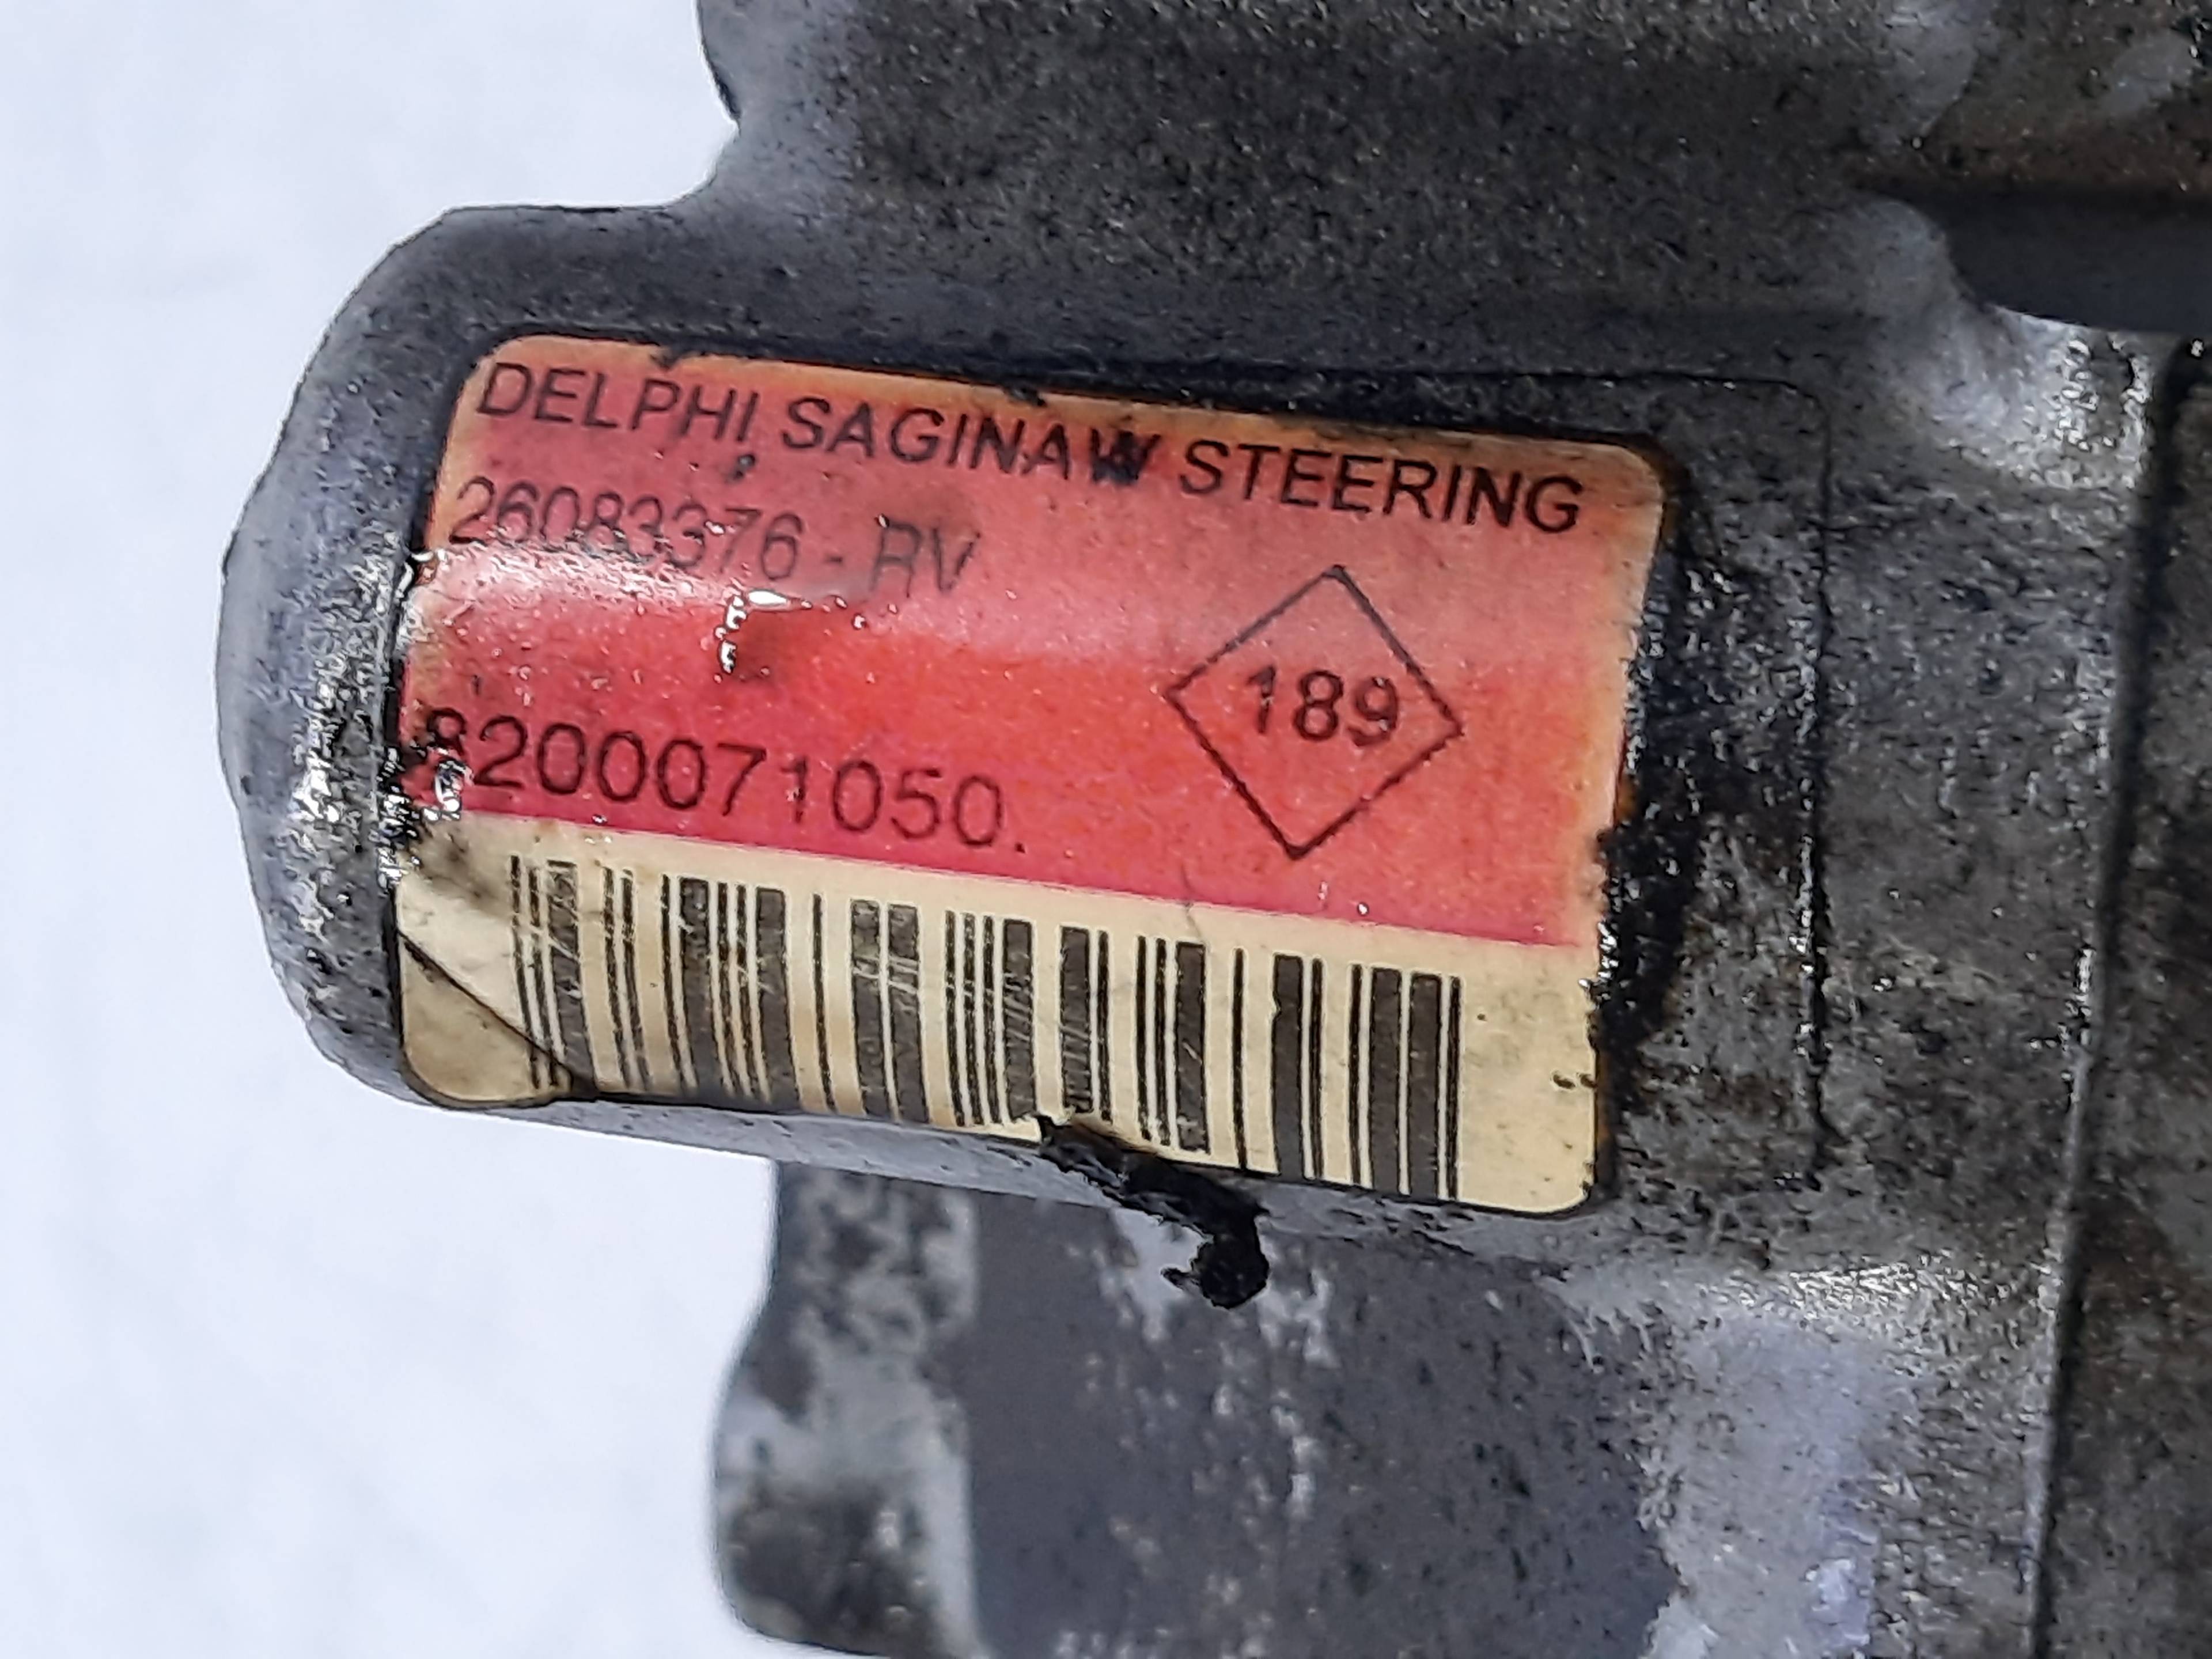 DELPHI SAGINAW STEERING
26083376 - RV
189
8200071050.